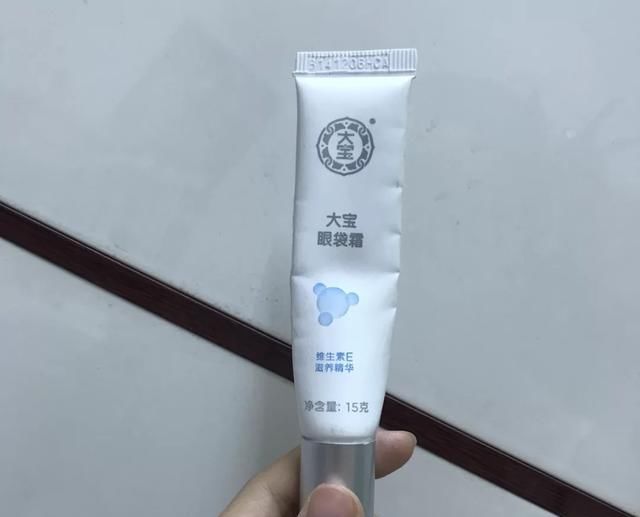 B141206HCA
大宝
大宝
眼袋霜
维生素E
滋养精华
净含量: 15克